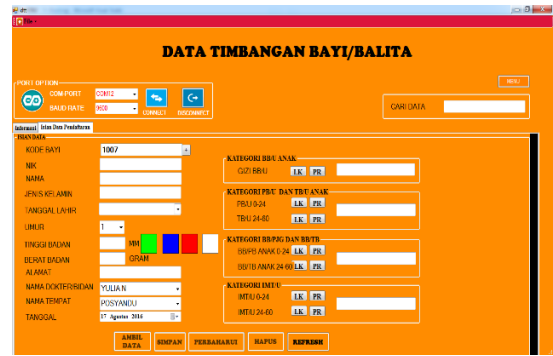 File
DATA TIMBANGAN BAYI/BALITA
MENU
PORT OPTION
COM PORT COM12
BAUD RATE 9600
CONNECT DISCONNECT
CARI DATA
Informasi Isian Dan Pendaftaran
ISIAN DATA
KODE BAYI 1007
NIK
NAMA
JENIS KELAMIN
TANGGAL LAHIR
UMUR 1
TINGGI BADAN MM
BERAT BADAN GRAM
ALAMAT
NAMA DOKTER/BIDAN YULIA N
NAMA TEMPAT POSYANDU
TANGGAL 17 Agustus 2016
KATEGORI BB/U ANAK
GIZI BB/U LK PR
KATEGORI PB/U DAN TB/U ANAK
PB/U 0-24 LK PR
TB/U 24-60 LK PR
KATEGORI BB/PJG DAN BB/TB
BB/PB ANAK 0-24 LK PR
BB/TB ANAK 24-60 LK PR
KATEGORI IMT/U
IMT/U 0-24 LK PR
IMT/U 24-60 LK PR
AMBIL DATA SIMPAN PERBAHARUI HAPUS REFRESH